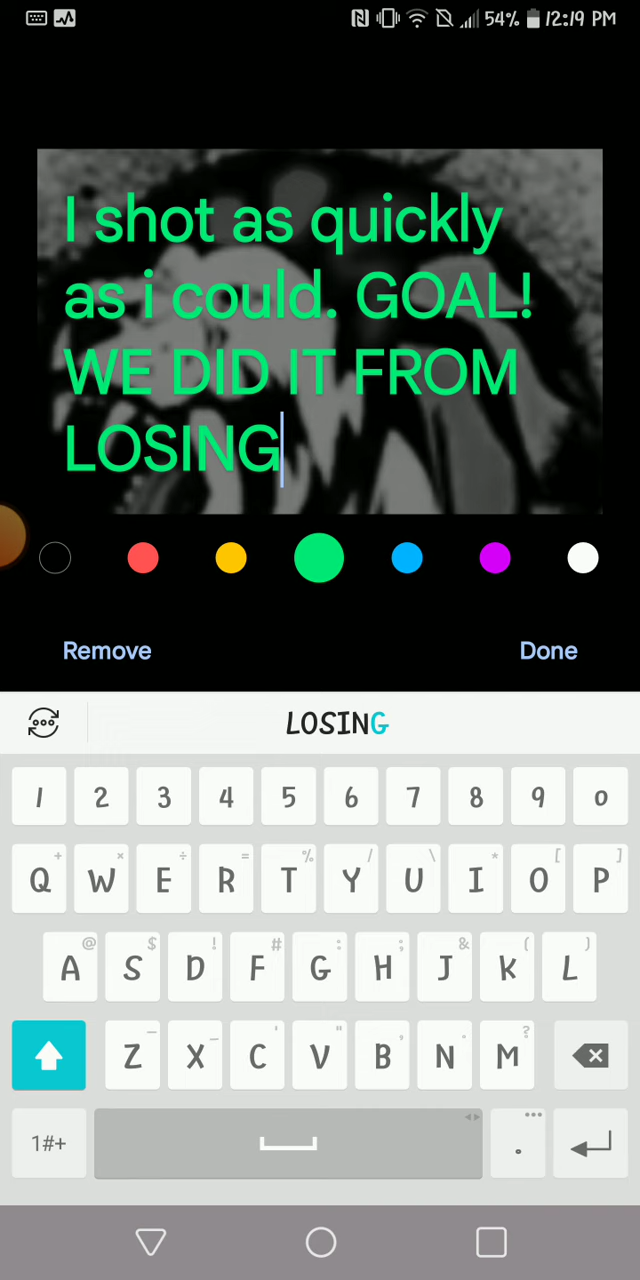 54% 12:19 PM
I shot as quickly
as i could. GOAL!
WE DID IT FROM
LOSING
Remove Done
LOSING
1 2 3 4 5 6 7 8 9 0
+ × ÷ = % / \ * [ ]
Q W E R T Y U I O P
@ $ ! # : ; & ( )
A S D F G H J K L
– _ ' " , . ?
Z X C V B N M
1#+ .